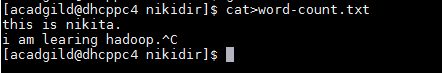 [acadgild@dhcppc4 nikidir]$ cat>word-count.txt
this is nikita.
i am learing hadoop.^C
[acadgild@dhcppc4 nikidir]$